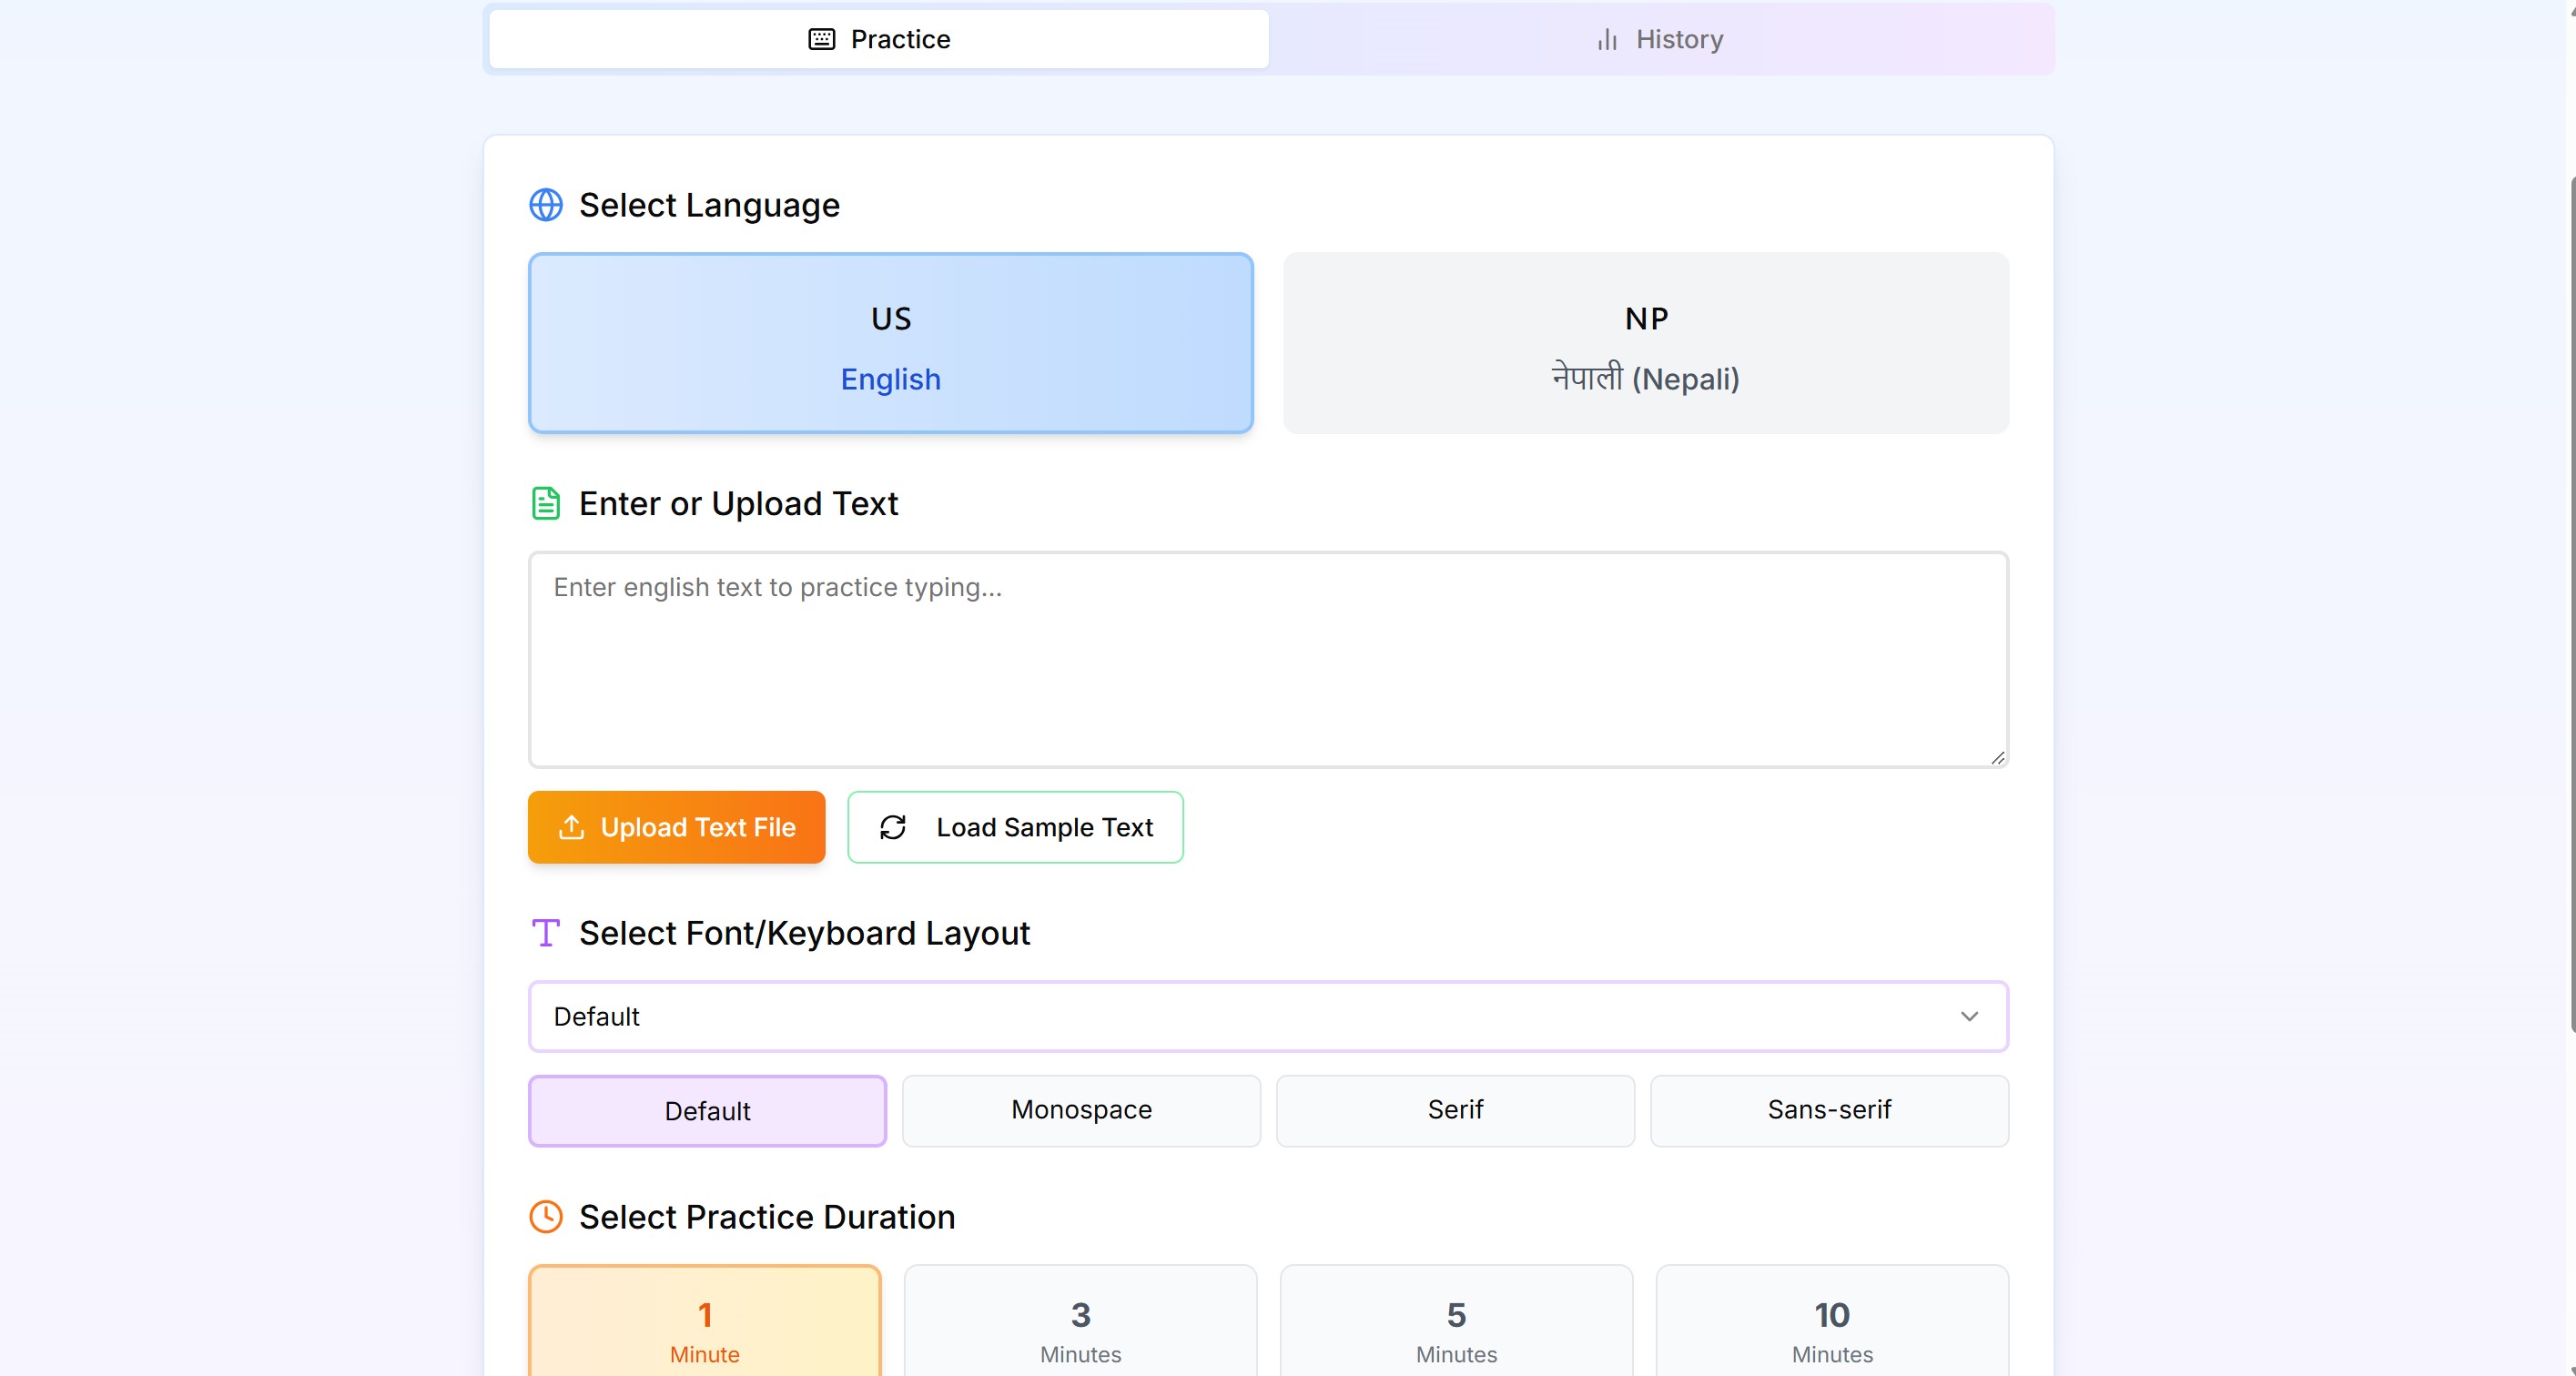 Practice
History
Select Language
US
English
NP
नेपाली (Nepali)
Enter or Upload Text
Enter english text to practice typing...
Upload Text File
Load Sample Text
Select Font/Keyboard Layout
Default
Default
Monospace
Serif
Sans-serif
Select Practice Duration
1
Minute
3
Minutes
5
Minutes
10
Minutes